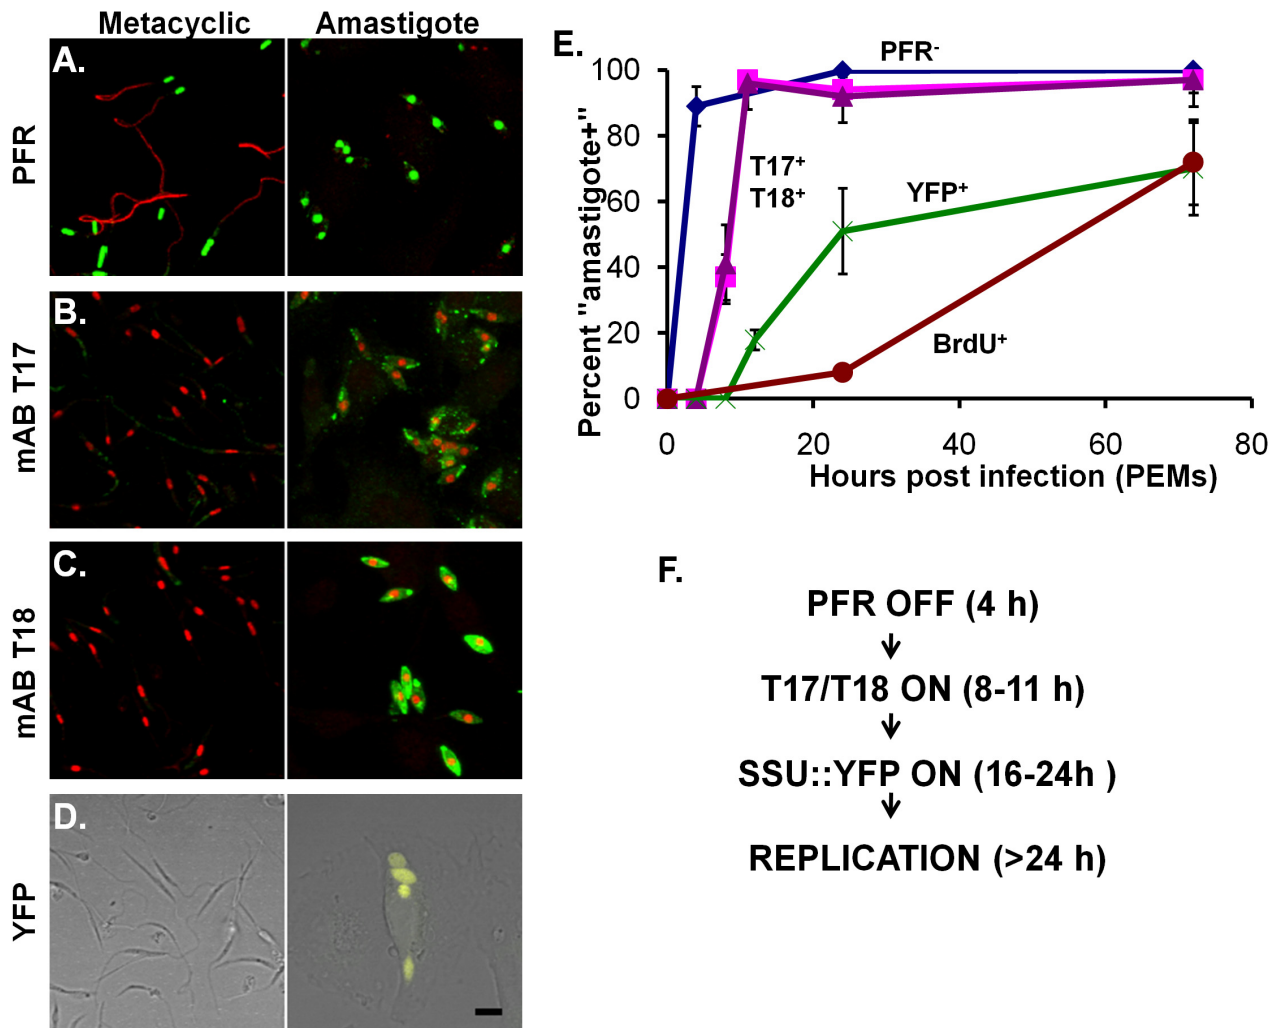 Metacyclic Amastigote
A.
PFR
B.
mAB T17
C.
mAB T18
D.
YFP
E.
PFR-
100
80
60
40
20
0
T17+
T18+
YFP+
BrdU+
Percent "amastigote+"
0 20 40 60 80
Hours post infection (PEMs)
F.
PFR OFF (4 h)
T17/T18 ON (8-11 h)
SSU::YFP ON (16-24h )
REPLICATION (>24 h)